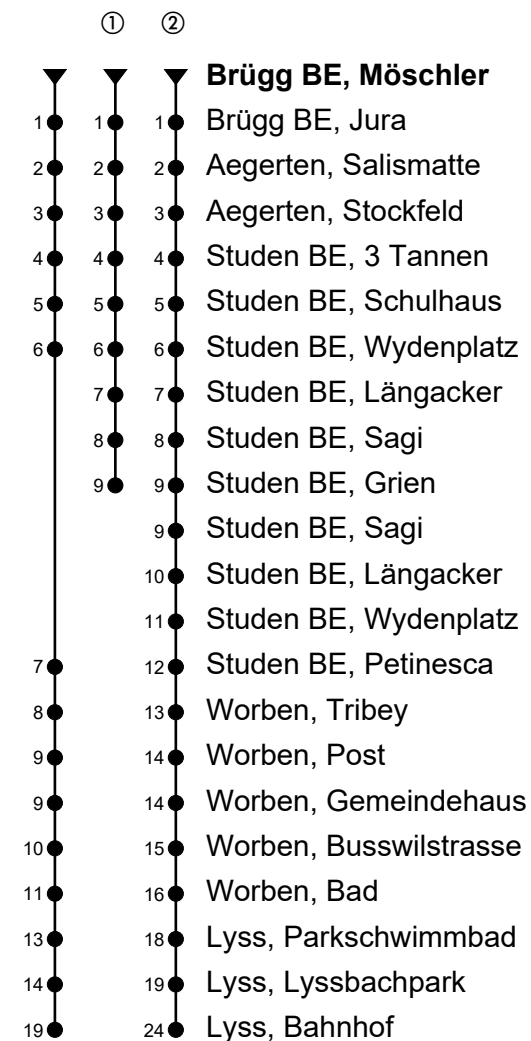 ① ②
Brügg BE, Möschler
1 1 1 Brügg BE, Jura
2 2 2 Aegerten, Salismatte
3 3 3 Aegerten, Stockfeld
4 4 4 Studen BE, 3 Tannen
5 5 5 Studen BE, Schulhaus
6 6 6 Studen BE, Wydenplatz
7 7 Studen BE, Längacker
8 8 Studen BE, Sagi
9 9 Studen BE, Grien
9 Studen BE, Sagi
10 Studen BE, Längacker
11 Studen BE, Wydenplatz
7 12 Studen BE, Petinesca
8 13 Worben, Tribey
9 14 Worben, Post
9 14 Worben, Gemeindehaus
10 15 Worben, Busswilstrasse
11 16 Worben, Bad
13 18 Lyss, Parkschwimmbad
14 19 Lyss, Lyssbachpark
19 24 Lyss, Bahnhof